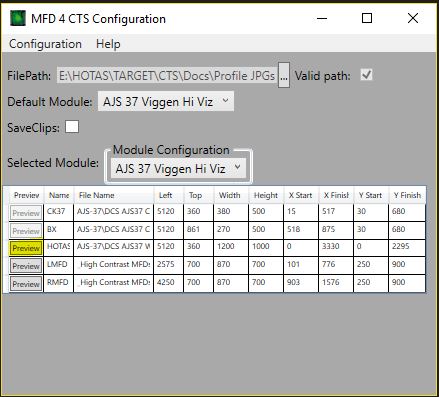 MFD 4 CTS Configuration
Configuration Help
FilePath: E:\HOTAS\TARGET\CTS\Docs\Profile JPGs ... Valid path:
Default Module: AJS 37 Viggen Hi Viz
SaveClips:
Module Configuration
Selected Module: AJS 37 Viggen Hi Viz
Preview Name File Name Left Top Width Height X Start X Finish Y Start Y Finish
Preview CK37 AJS-37\DCS AJS37 C 5120 360 380 500 15 517 30 680
Preview BX AJS-37\DCS AJS37 C 5120 861 270 500 518 875 30 680
Preview HOTAS AJS-37\DCS AJS37 W 5120 360 1200 1000 0 3330 0 2295
Preview LMFD _High Contrast MFDs 2575 700 870 700 101 776 250 900
Preview RMFD _High Contrast MFDs 4250 700 870 700 903 1576 250 900